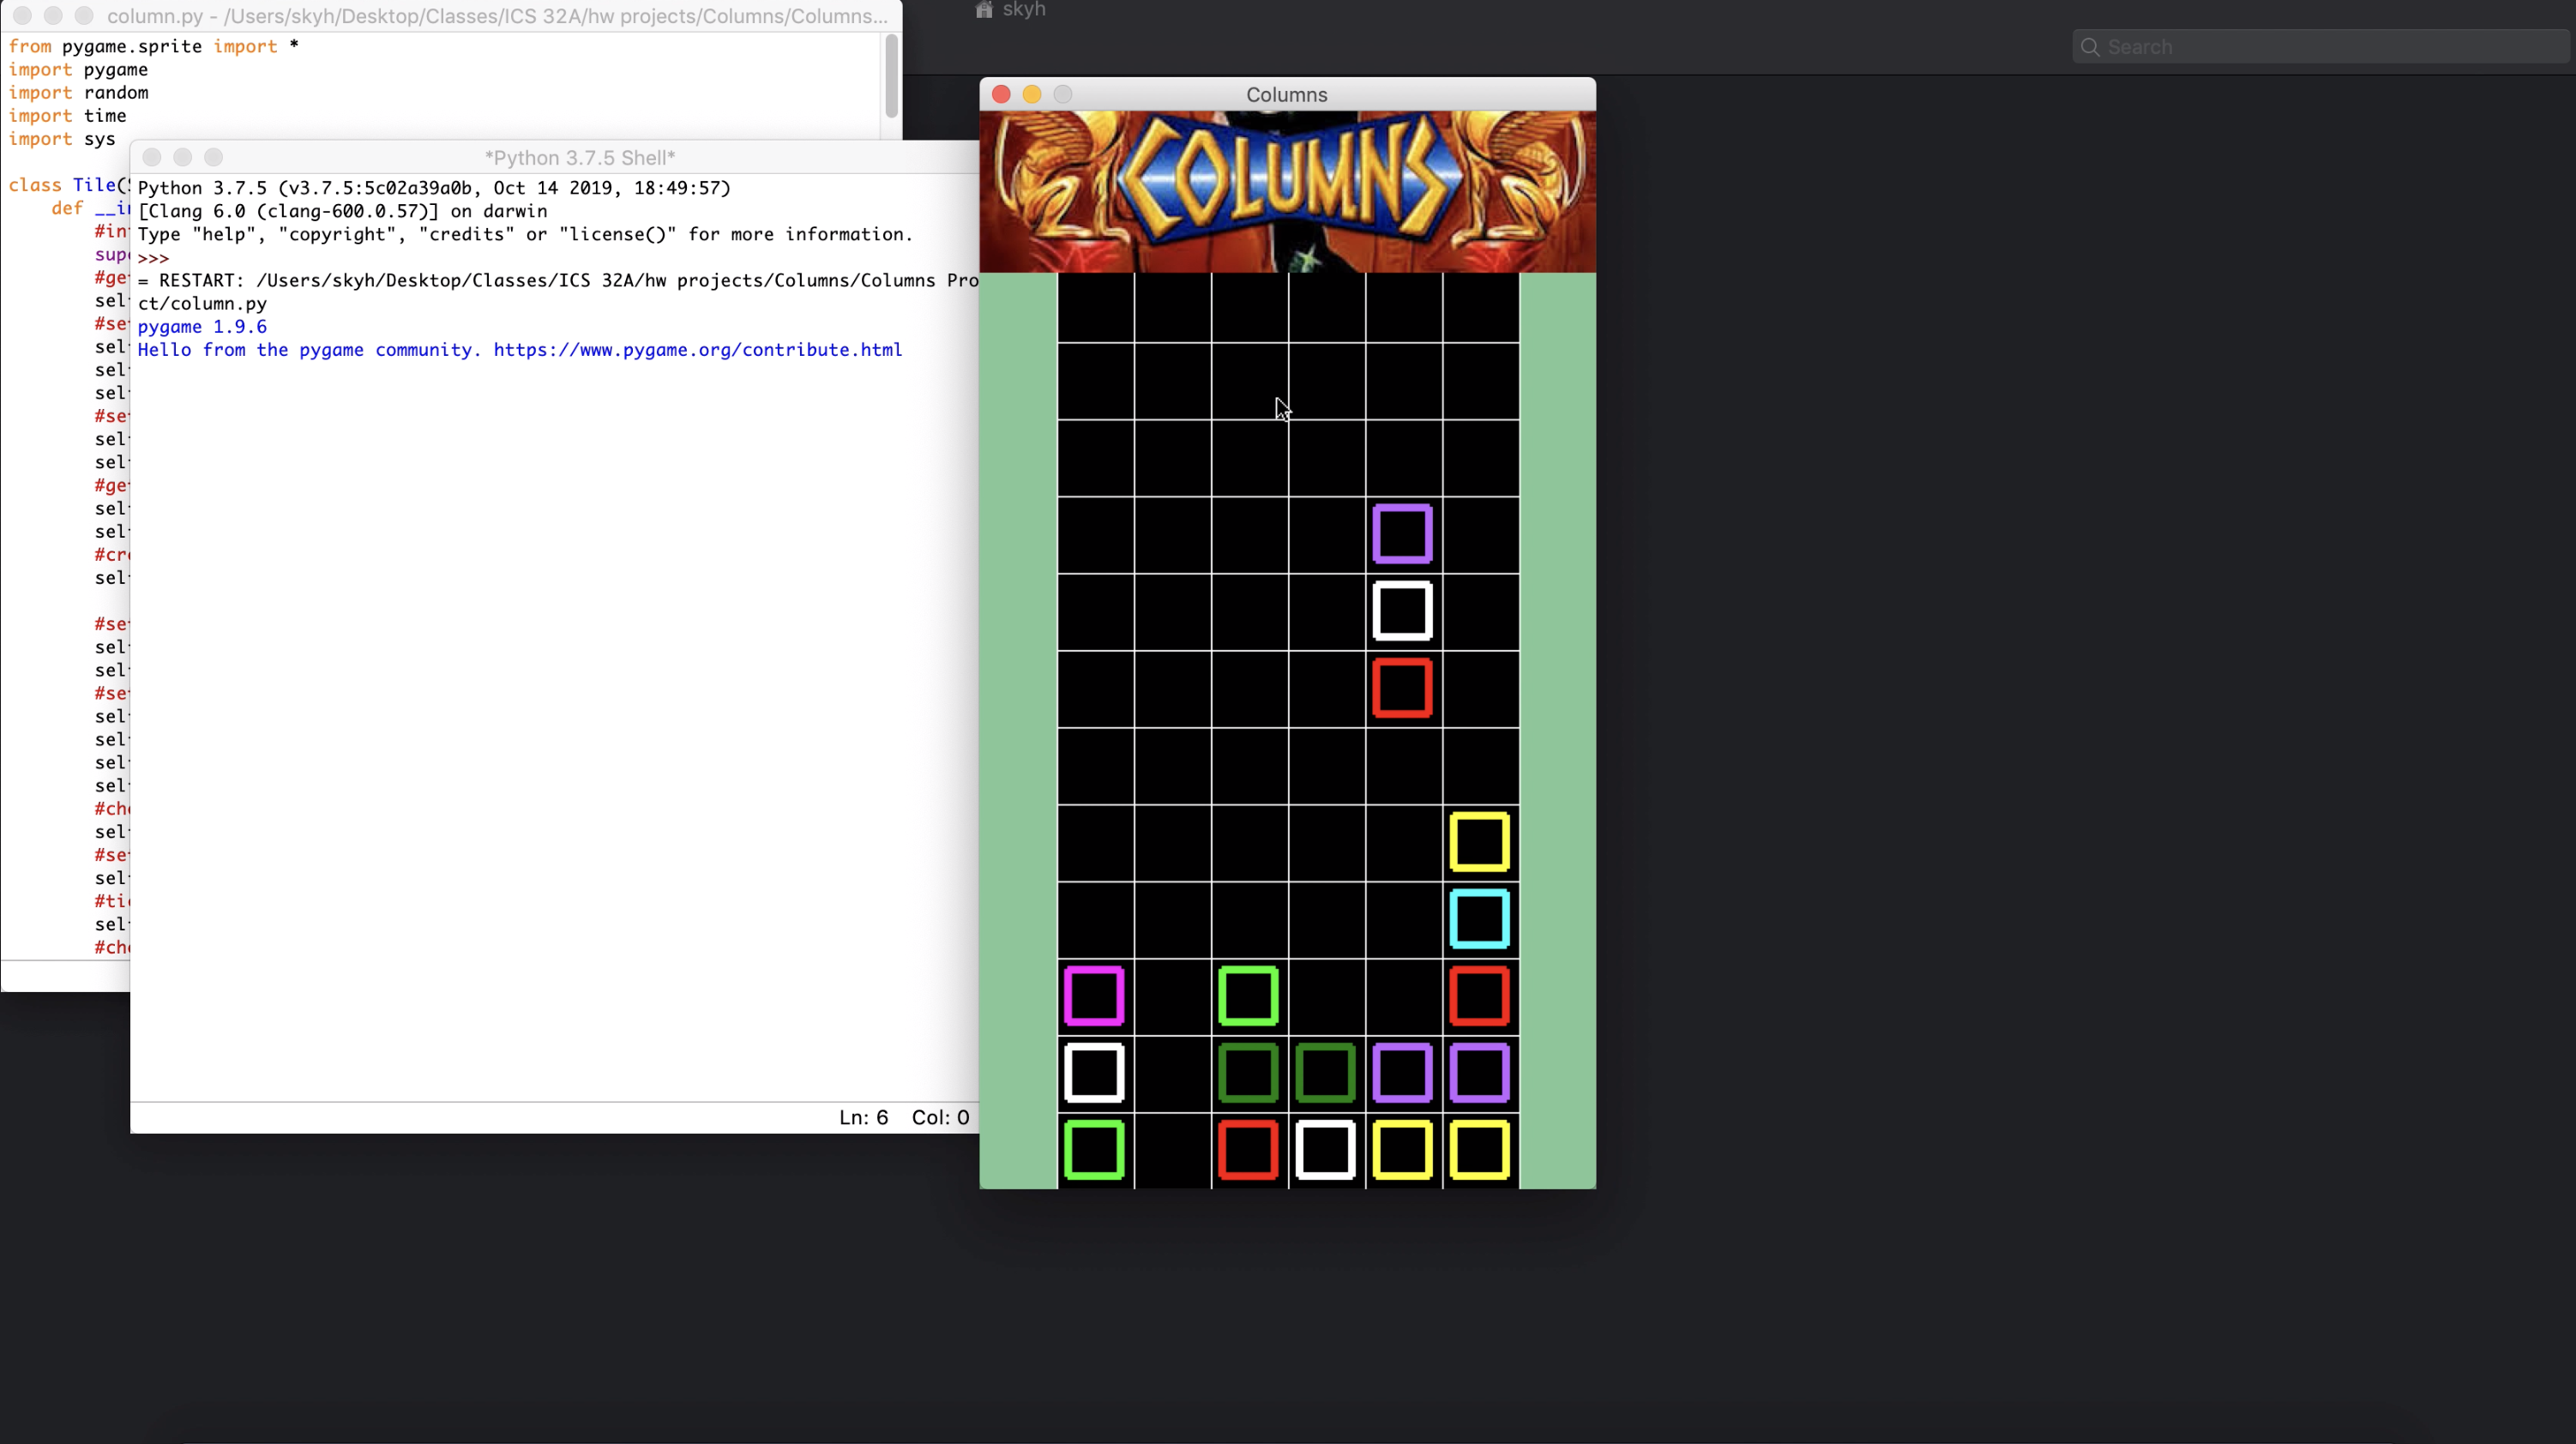 column.py - /Users/skyh/Desktop/Classes/ICS 32A/hw projects/Columns/Columns...
from pygame.sprite import *
import pygame
import random
import time
import sys
class Tile(
def __i
#in
sup
#ge
sel
#se
sel
sel
sel
#se
sel
sel
#ge
sel
sel
#cr
sel
#se
sel
sel
#se
sel
sel
sel
sel
#ch
sel
#se
sel
#ti
sel
#ch
*Python 3.7.5 Shell*
Python 3.7.5 (v3.7.5:5c02a39a0b, Oct 14 2019, 18:49:57)
[Clang 6.0 (clang-600.0.57)] on darwin
Type "help", "copyright", "credits" or "license()" for more information.
>>>
= RESTART: /Users/skyh/Desktop/Classes/ICS 32A/hw projects/Columns/Columns Pro
ct/column.py
pygame 1.9.6
Hello from the pygame community. https://www.pygame.org/contribute.html
Ln: 6 Col: 0
skyh
Search
Columns
COLUMNS